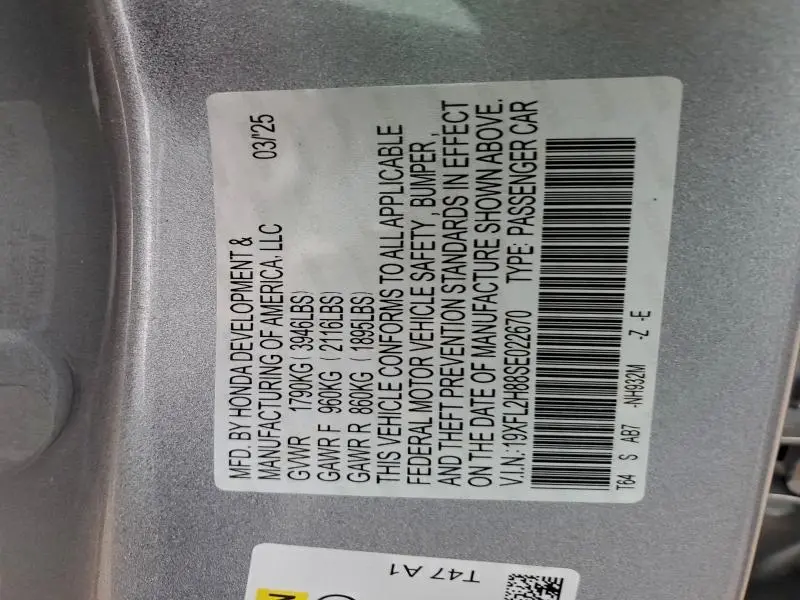 MFD. BY HONDA DEVELOPMENT &
MANUFACTURING OF AMERICA, LLC 03/'25
GVWR 1790KG ( 3946LBS)
GAWR F 960KG ( 2116LBS)
GAWR R 860KG ( 1895LBS)
THIS VEHICLE CONFORMS TO ALL APPLICABLE
FEDERAL MOTOR VEHICLE SAFETY , BUMPER ,
AND THEFT PREVENTION STANDARDS IN EFFECT
ON THE DATE OF MANUFACTURE SHOWN ABOVE.
V.I.N.: 19XFL2H88SE022670 TYPE: PASSENGER CAR
T64 S AB7 -NH932M -Z -E
T47 A1